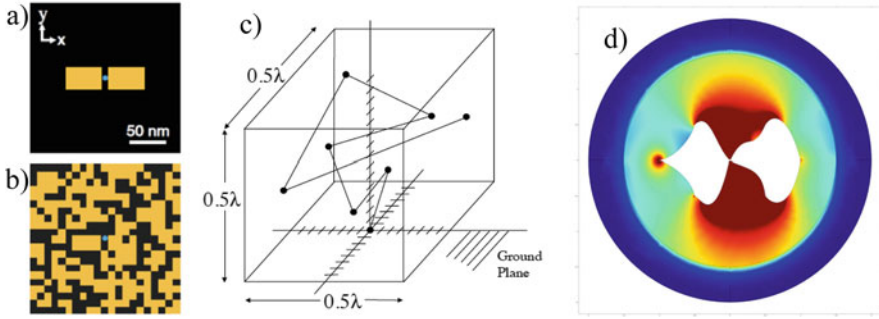 a)
y
x
50 nm
b)
c)
0.5λ
0.5λ
0.5λ
Ground
Plane
d)